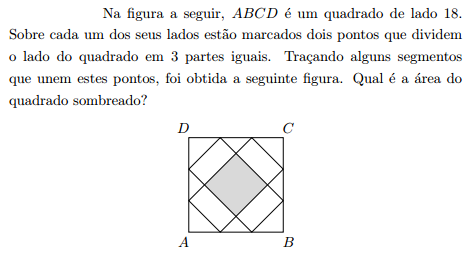 Na figura a seguir, ABCD é um quadrado de lado 18.
Sobre cada um dos seus lados estão marcados dois pontos que dividem
o lado do quadrado em 3 partes iguais. Traçando alguns segmentos
que unem estes pontos, foi obtida a seguinte figura. Qual é a área do
quadrado sombreado?
D C
A B